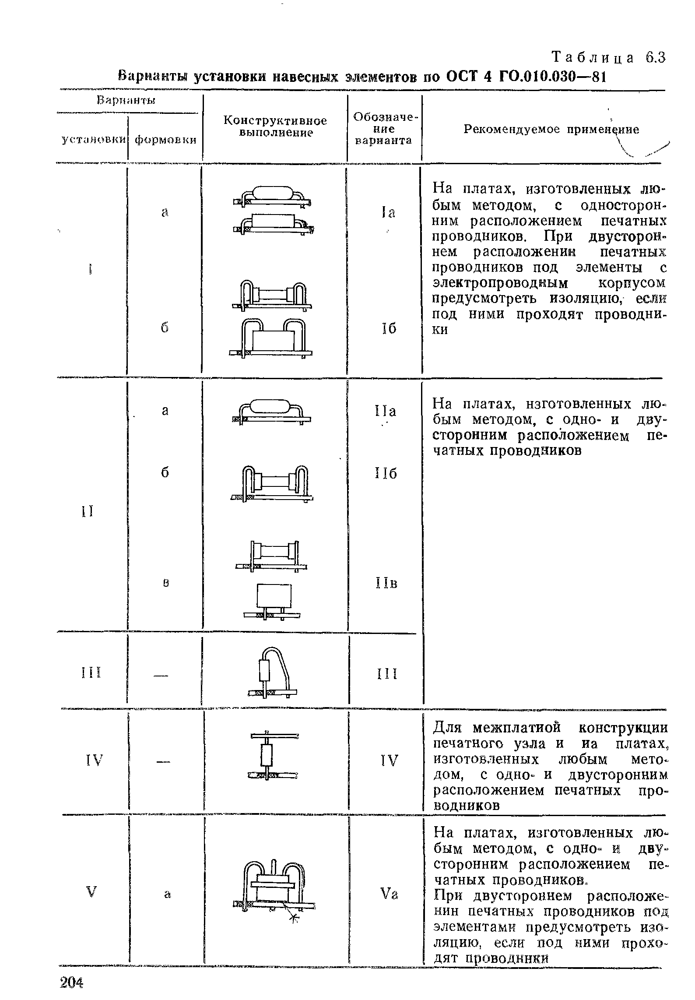 Таблица 6.3
Варианты установки навесных элементов по ОСТ 4 ГО.010.030—81
Варианты
установки
формовки
Конструктивное
выполнение
Обозначе-
ние
варианта
Рекомендуемое применение
I
а
Iа
б
Iб
На платах, изготовленных лю-
бым методом, с односторон-
ним расположением печатных
проводников. При двусторон-
нем расположении печатных
проводников под элементы с
электропроводным корпусом
предусмотреть изоляцию, если
под ними проходят проводни-
ки
II
а
IIа
б
IIб
в
IIв
На платах, изготовленных лю-
бым методом, с одно- и дву-
сторонним расположением пе-
чатных проводников
III
—
III
IV
—
IV
Для межплатной конструкции
печатного узла и на платах,
изготовленных любым мето-
дом, с одно- и двусторонним
расположением печатных про-
водников
V
а
Vа
На платах, изготовленных лю-
бым методом, с одно- и дву-
сторонним расположением пе-
чатных проводников.
При двустороннем расположе-
нии печатных проводников под
элементами предусмотреть изо-
ляцию, если под ними прохо-
дят проводники
204